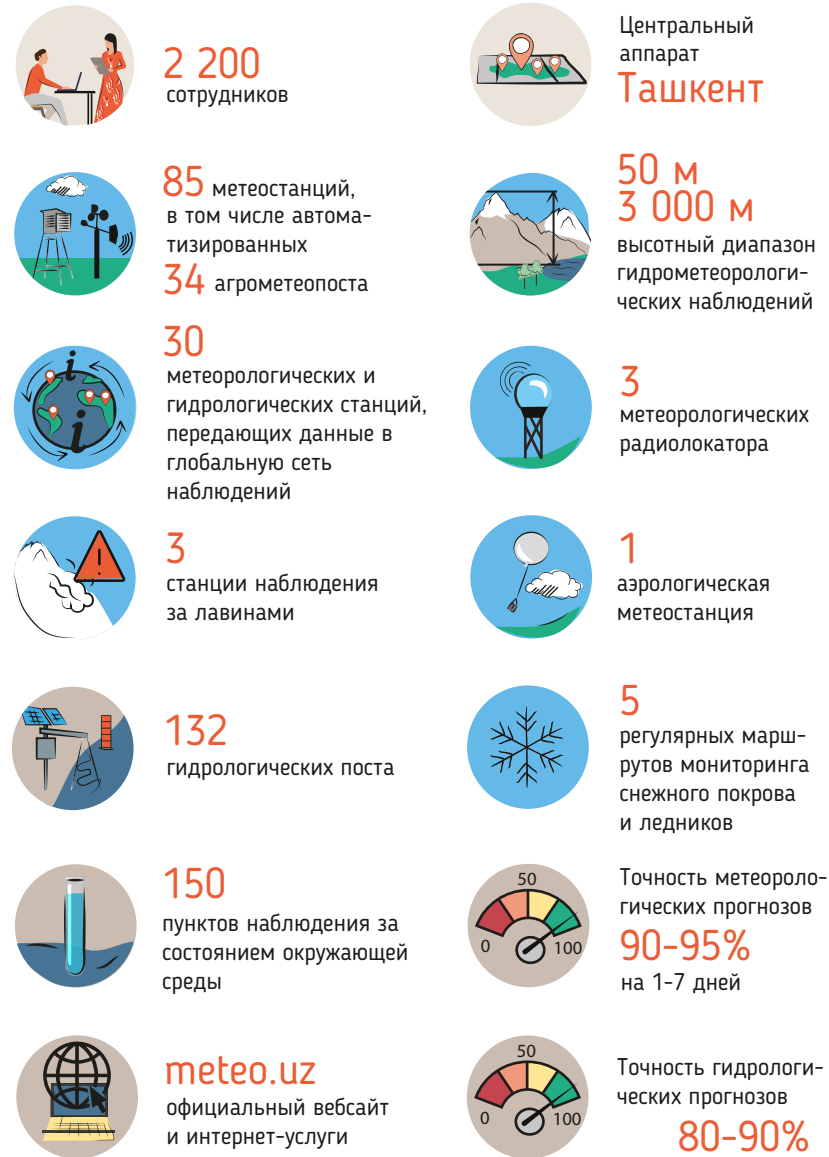 2 200
сотрудников
Центральный
аппарат
Ташкент
85 метеостанций,
в том числе автома-
тизированных
34 агрометеопоста
50 м
3 000 м
высотный диапазон
гидрометеорологи-
ческих наблюдений
30
метеорологических и
гидрологических станций,
передающих данные в
глобальную сеть
наблюдений
i
i
3
метеорологических
радиолокатора
3
станции наблюдения
за лавинами
!
1
аэрологическая
метеостанция
132
гидрологических поста
5
регулярных марш-
рутов мониторинга
снежного покрова
и ледников
150
пунктов наблюдения за
состоянием окружающей
среды
50
0
100
Точность метеороло-
гических прогнозов
90-95%
на 1-7 дней
meteo.uz
официальный вебсайт
и интернет-услуги
50
0
100
Точность гидрологи-
ческих прогнозов
80-90%